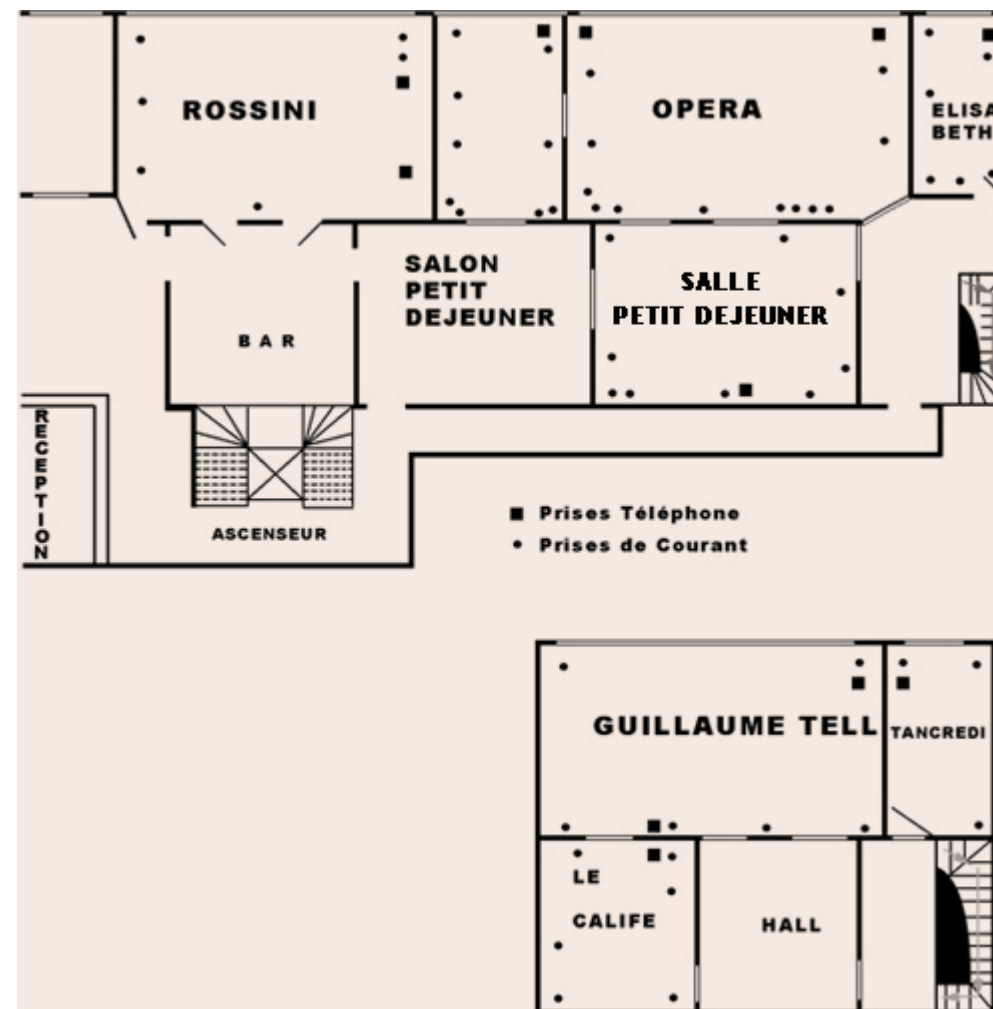 ROSSINI
OPERA
ELISA
BETH
SALON
PETIT
DEJEUNER
SALLE
PETIT DEJEUNER
BAR
RECEPTION
ASCENSEUR
Prises Téléphone
Prises de Courant
GUILLAUME TELL
TANCREDI
LE
CALIFE
HALL